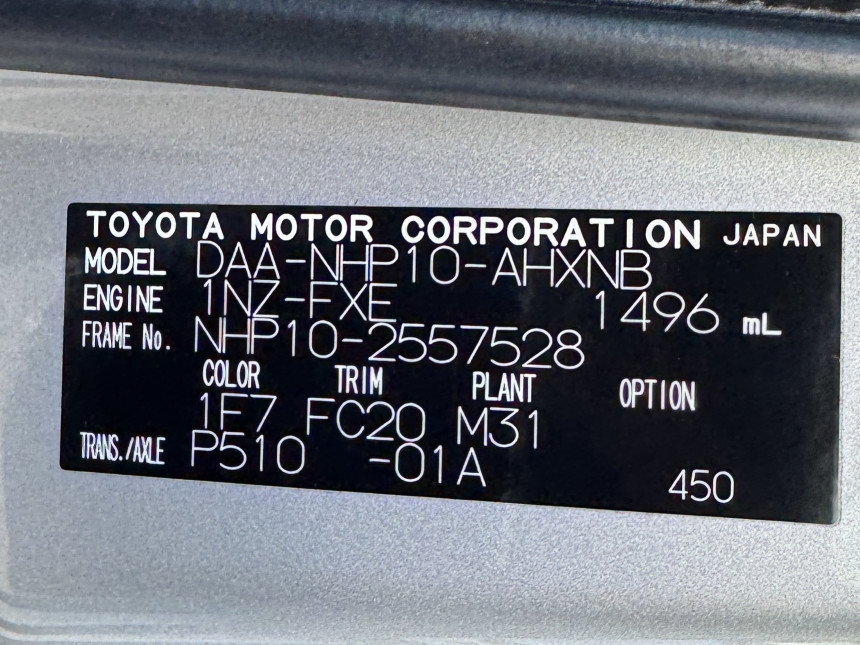 TOYOTA MOTOR CORPORATION JAPAN
MODEL DAA-NHP10-AHXNB
ENGINE 1NZ-FXE 1496 mL
FRAME No. NHP10-2557528
COLOR TRIM PLANT OPTION
1F7 FC20 M31
TRANS./AXLE P510 -01A 450